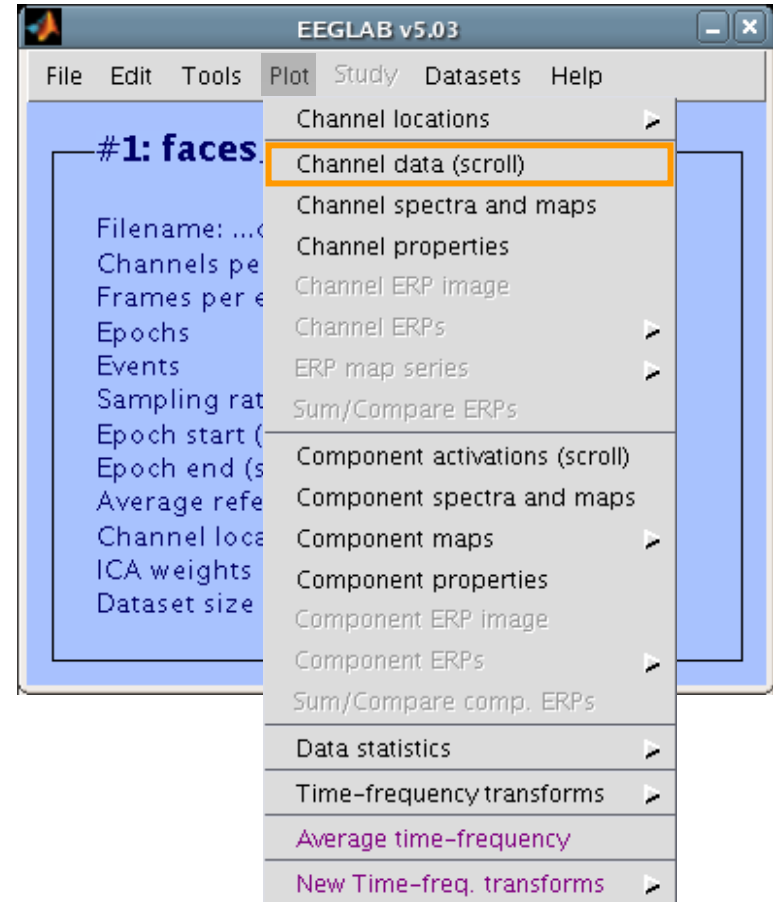 EEGLAB v5.03
File Edit Tools Plot Study Datasets Help
#1: faces
Filename: ...
Channels pe
Frames per e
Epochs
Events
Sampling rat
Epoch start (
Epoch end (s
Average refe
Channel loca
ICA weights
Dataset size
Channel locations
Channel data (scroll)
Channel spectra and maps
Channel properties
Channel ERP image
Channel ERPs
ERP map series
Sum/Compare ERPs
Component activations (scroll)
Component spectra and maps
Component maps
Component properties
Component ERP image
Component ERPs
Sum/Compare comp. ERPs
Data statistics
Time-frequency transforms
Average time-frequency
New Time-freq. transforms